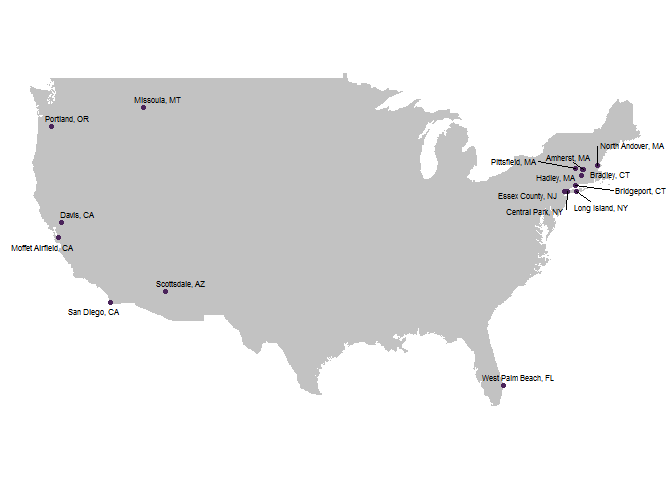 Missoula, MT
Portland, OR
North Andover, MA
Amherst, MA
Pittsfield, MA
Bradley, CT
Hadley, MA
Bridgeport, CT
Essex County, NJ
Long Island, NY
Central Park, NY
Davis, CA
Moffet Airfield, CA
Scottsdale, AZ
San Diego, CA
West Palm Beach, FL